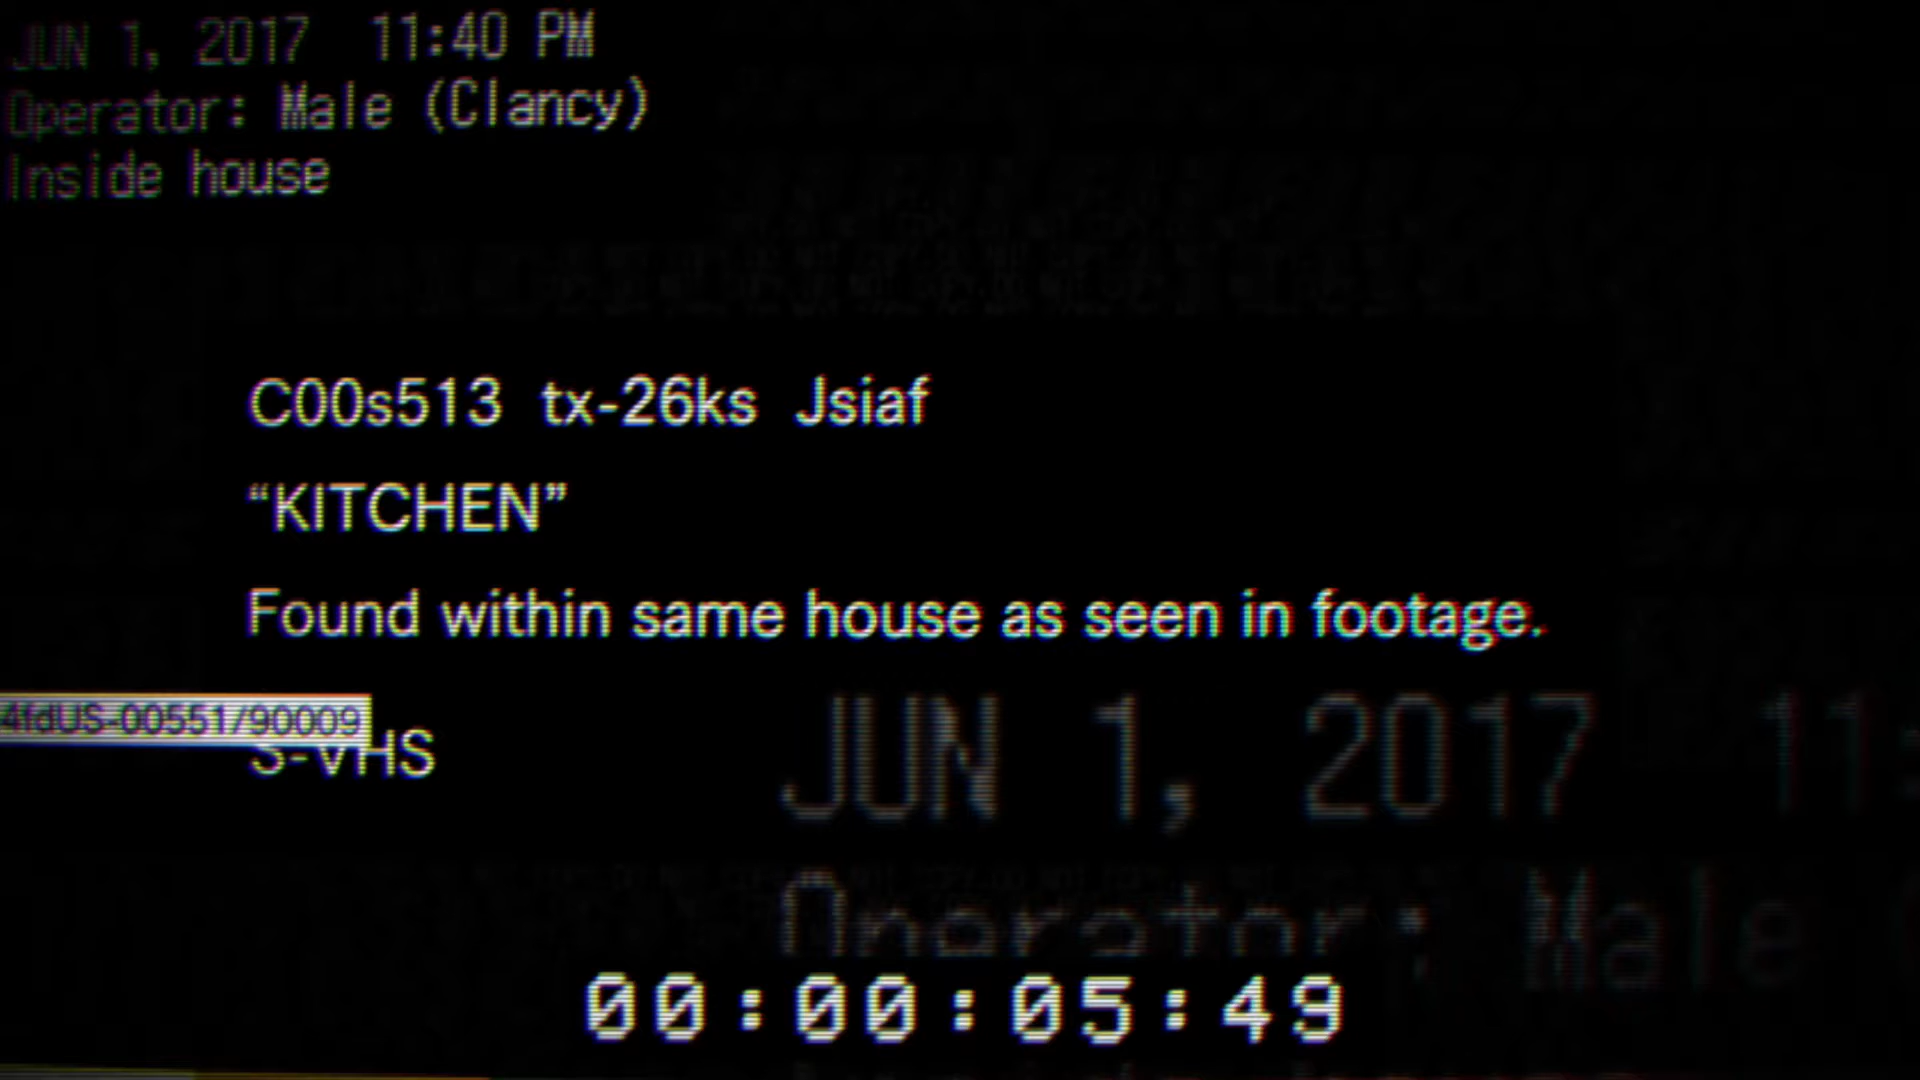 JUN 1, 2017 11:40 PM
Operator: Male (Clancy)
Inside house
C00s513 tx-26ks Jsiaf
“KITCHEN”
Found within same house as seen in footage.
4fdUS-00551/90009
S-VHS
JUN 1, 2017 11:
Operator: Male (
00:00:05:49